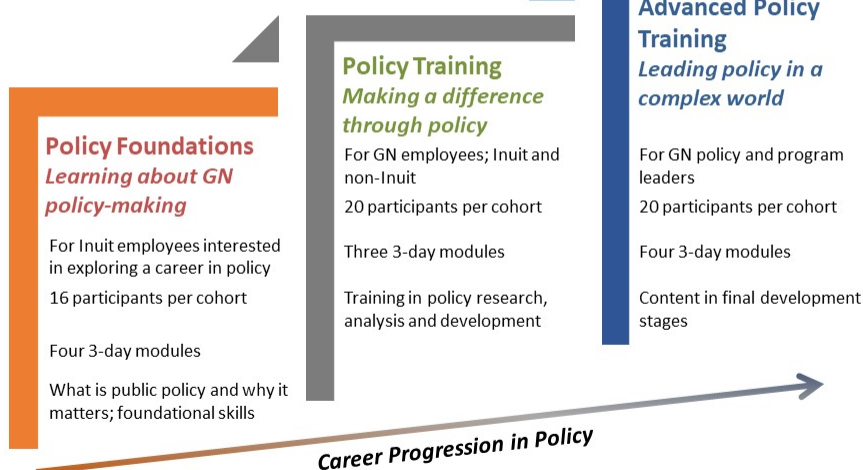 Policy Foundations
Learning about GN
policy-making
For Inuit employees interested
in exploring a career in policy
16 participants per cohort
Four 3-day modules
What is public policy and why it
matters; foundational skills
Policy Training
Making a difference
through policy
For GN employees; Inuit and
non-Inuit
20 participants per cohort
Three 3-day modules
Training in policy research,
analysis and development
Advanced Policy
Training
Leading policy in a
complex world
For GN policy and program
leaders
20 participants per cohort
Four 3-day modules
Content in final development
stages
Career Progression in Policy